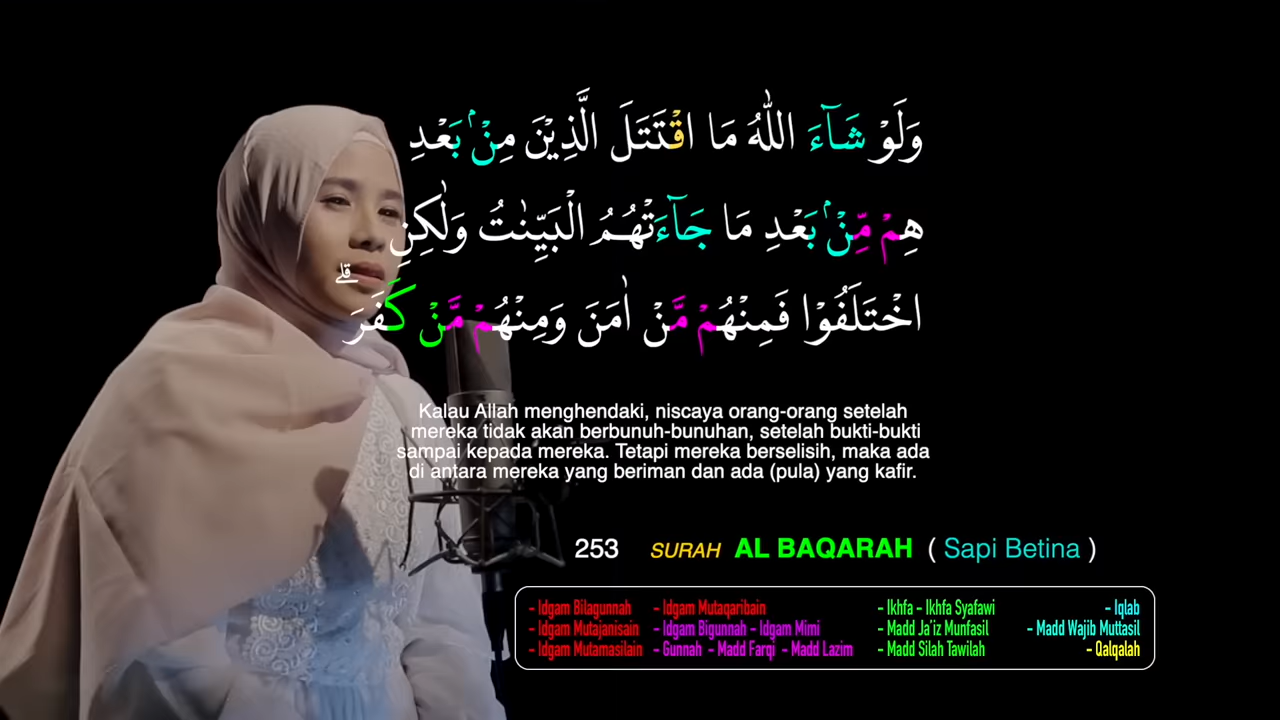 وَلَوْ شَآءَ اللّٰهُ مَا اقْتَتَلَ الَّذِيْنَ مِنْۢ بَعْدِ
هِمْ مِّنْۢ بَعْدِ مَا جَآءَتْهُمُ الْبَيِّنٰتُ وَلٰكِنِ
اخْتَلَفُوْا فَمِنْهُمْ مَّنْ اٰمَنَ وَمِنْهُمْ مَّنْ كَفَرَ ۗ
Kalau Allah menghendaki, niscaya orang-orang setelah
mereka tidak akan berbunuh-bunuhan, setelah bukti-bukti
sampai kepada mereka. Tetapi mereka berselisih, maka ada
di antara mereka yang beriman dan ada (pula) yang kafir.
253 SURAH AL BAQARAH ( Sapi Betina )
- Idgam Bilagunnah - Idgam Mutaqaribain - Ikhfa - Ikhfa Syafawi - Iqlab
- Idgam Mutajanisain - Idgam Bigunnah - Idgam Mimi - Madd Ja'iz Munfasil - Madd Wajib Muttasil
- Idgam Mutamasilain - Gunnah - Madd Farqi - Madd Lazim - Madd Silah Tawilah - Qalqalah